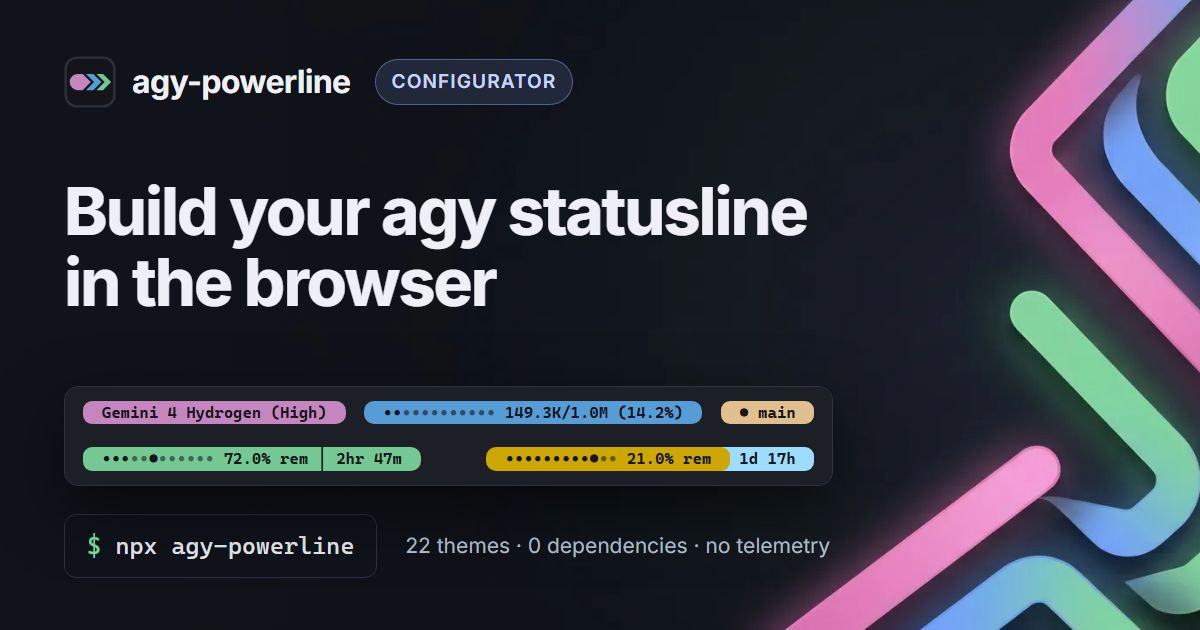 agy-powerline CONFIGURATOR
Build your agy statusline
in the browser
Gemini 4 Hydrogen (High) 149.3K/1.0M (14.2%) main
72.0% rem 2hr 47m 21.0% rem 1d 17h
$ npx agy-powerline 22 themes · 0 dependencies · no telemetry